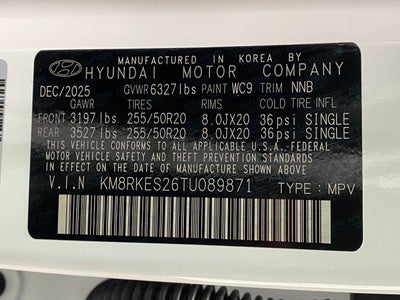 MANUFACTURED IN KOREA BY
HYUNDAI MOTOR COMPANY
DEC/2025 GVWR 6327lbs PAINT WC9 TRIM NNB
GAWR TIRES RIMS COLD TIRE INFL
FRONT 3197lbs 255/50R20 8.0JX20 36psi SINGLE
REAR 3527lbs 255/50R20 8.0JX20 36psi SINGLE
THIS VEHICLE CONFORMS TO ALL APPLICABLE U.S.A. FEDERAL
MOTOR VEHICLE SAFETY AND THEFT PREVENTION STANDARDS
IN EFFECT ON THE DATE OF MANUFACTURE SHOWN ABOVE
V.I.N KM8RKES26TU089871 TYPE:MPV